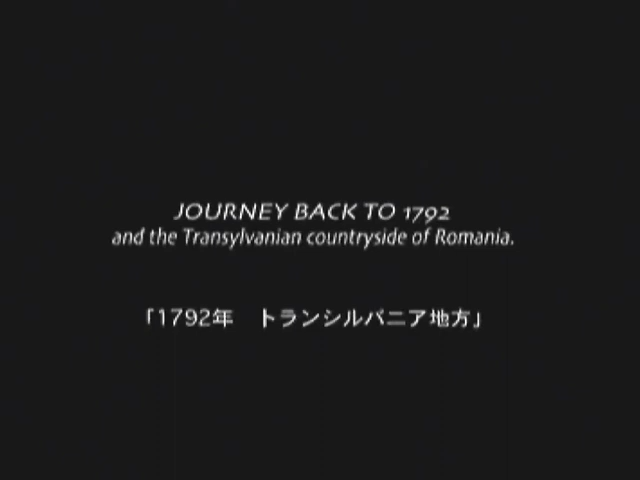 JOURNEY BACK TO 1792
and the Transylvanian countryside of Romania.
「1792年　トランシルバニア地方」